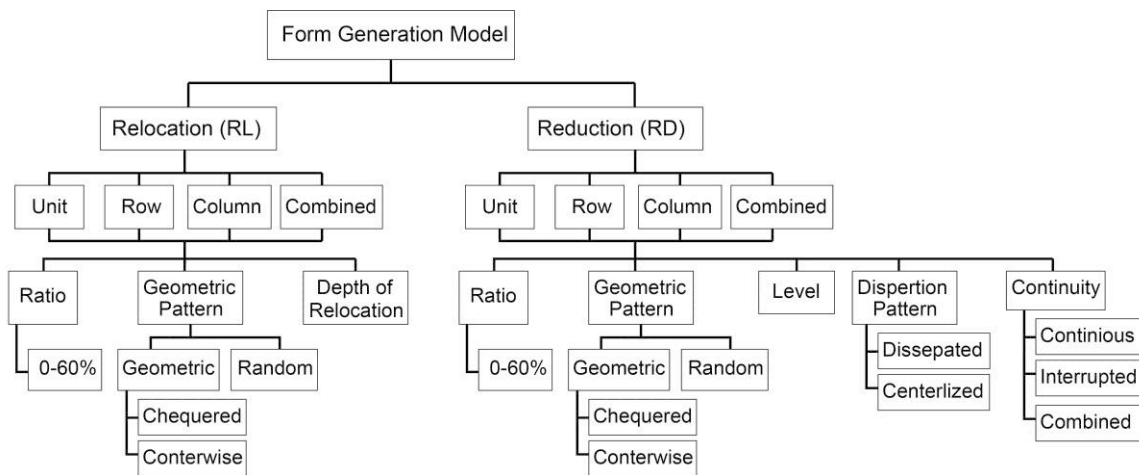 Form Generation Model
Relocation (RL)
Reduction (RD)
Unit
Row
Column
Combined
Unit
Row
Column
Combined
Ratio
Geometric
Pattern
Depth of
Relocation
Ratio
Geometric
Pattern
Level
Dispertion
Pattern
Continuity
0-60%
Geometric
Random
Chequered
Conterwise
0-60%
Geometric
Random
Chequered
Conterwise
Dissepated
Centerlized
Continious
Interrupted
Combined